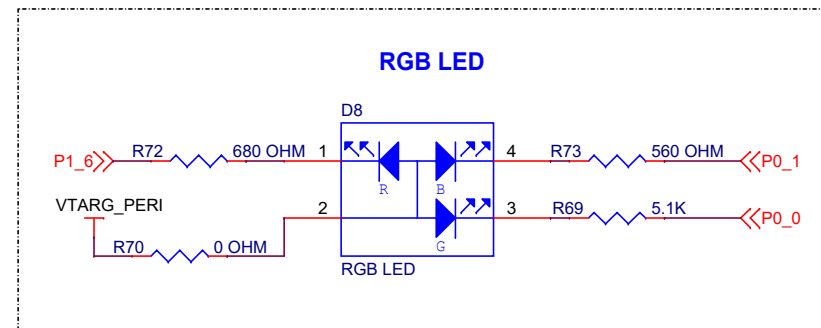 RGB LED
D8
P1_6 R72 680 OHM 1 4 R73 560 OHM P0_1
R B
VTARG_PERI 2 3 R69 5.1K P0_0
R70 0 OHM G
RGB LED